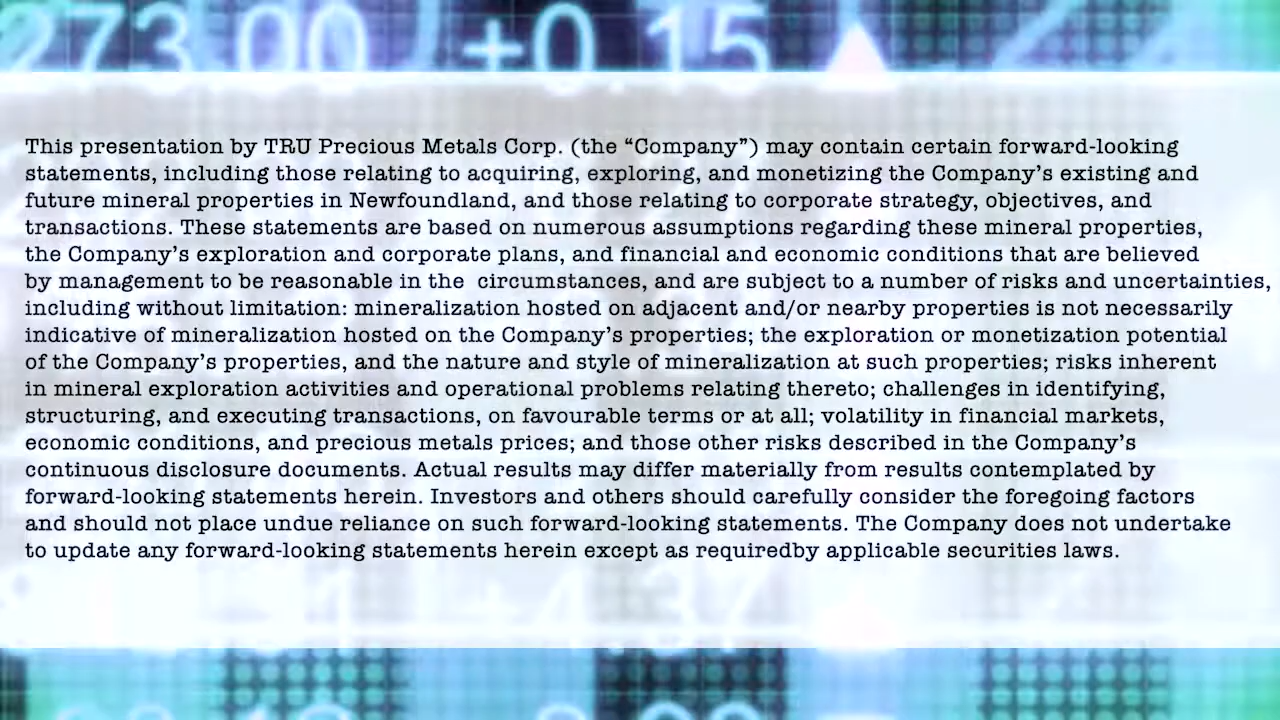 273.00 +0.15
This presentation by TRU Precious Metals Corp. (the “Company”) may contain certain forward-looking
statements, including those relating to acquiring, exploring, and monetizing the Company’s existing and
future mineral properties in Newfoundland, and those relating to corporate strategy, objectives, and
transactions. These statements are based on numerous assumptions regarding these mineral properties,
the Company’s exploration and corporate plans, and financial and economic conditions that are believed
by management to be reasonable in the  circumstances, and are subject to a number of risks and uncertainties,
including without limitation: mineralization hosted on adjacent and/or nearby properties is not necessarily
indicative of mineralization hosted on the Company’s properties; the exploration or monetization potential
of the Company’s properties, and the nature and style of mineralization at such properties; risks inherent
in mineral exploration activities and operational problems relating thereto; challenges in identifying,
structuring, and executing transactions, on favourable terms or at all; volatility in financial markets,
economic conditions, and precious metals prices; and those other risks described in the Company’s
continuous disclosure documents. Actual results may differ materially from results contemplated by
forward-looking statements herein. Investors and others should carefully consider the foregoing factors
and should not place undue reliance on such forward-looking statements. The Company does not undertake
to update any forward-looking statements herein except as requiredby applicable securities laws.
+4.37